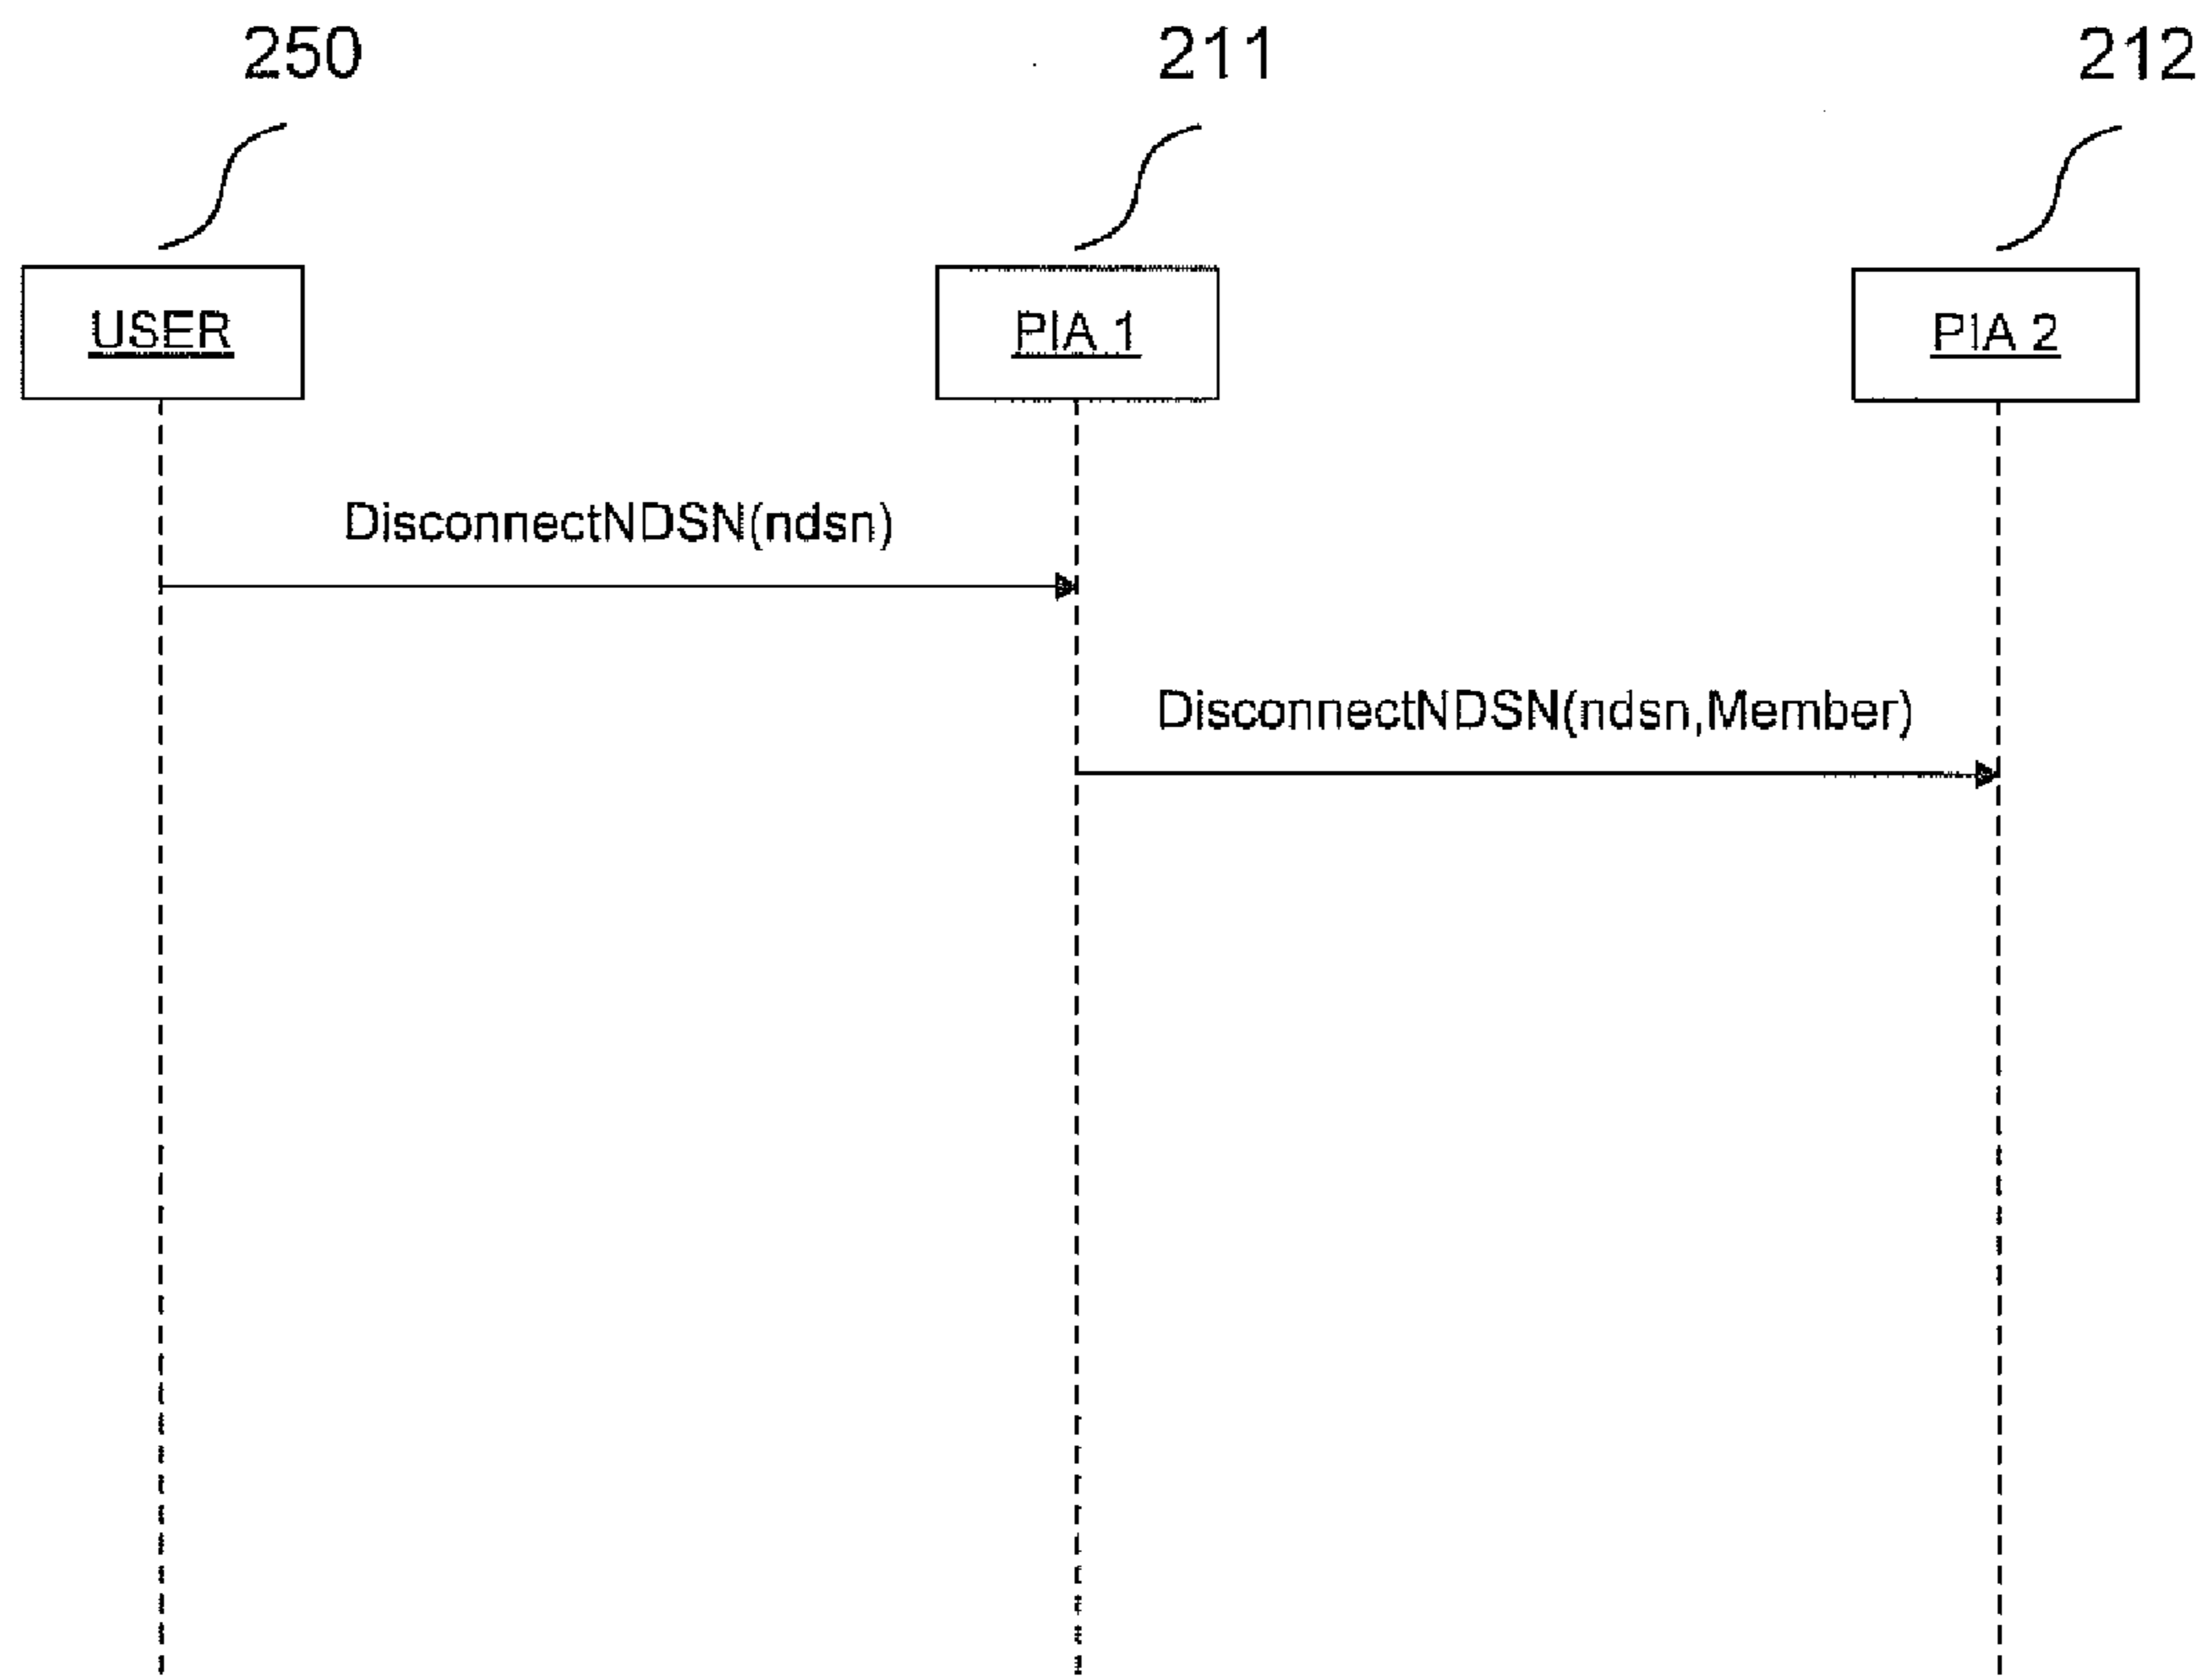 250 211 212
USER PIA 1 PIA 2
DisconnectNDSN(ndsn)
DisconnectNDSN(ndsn,Member)